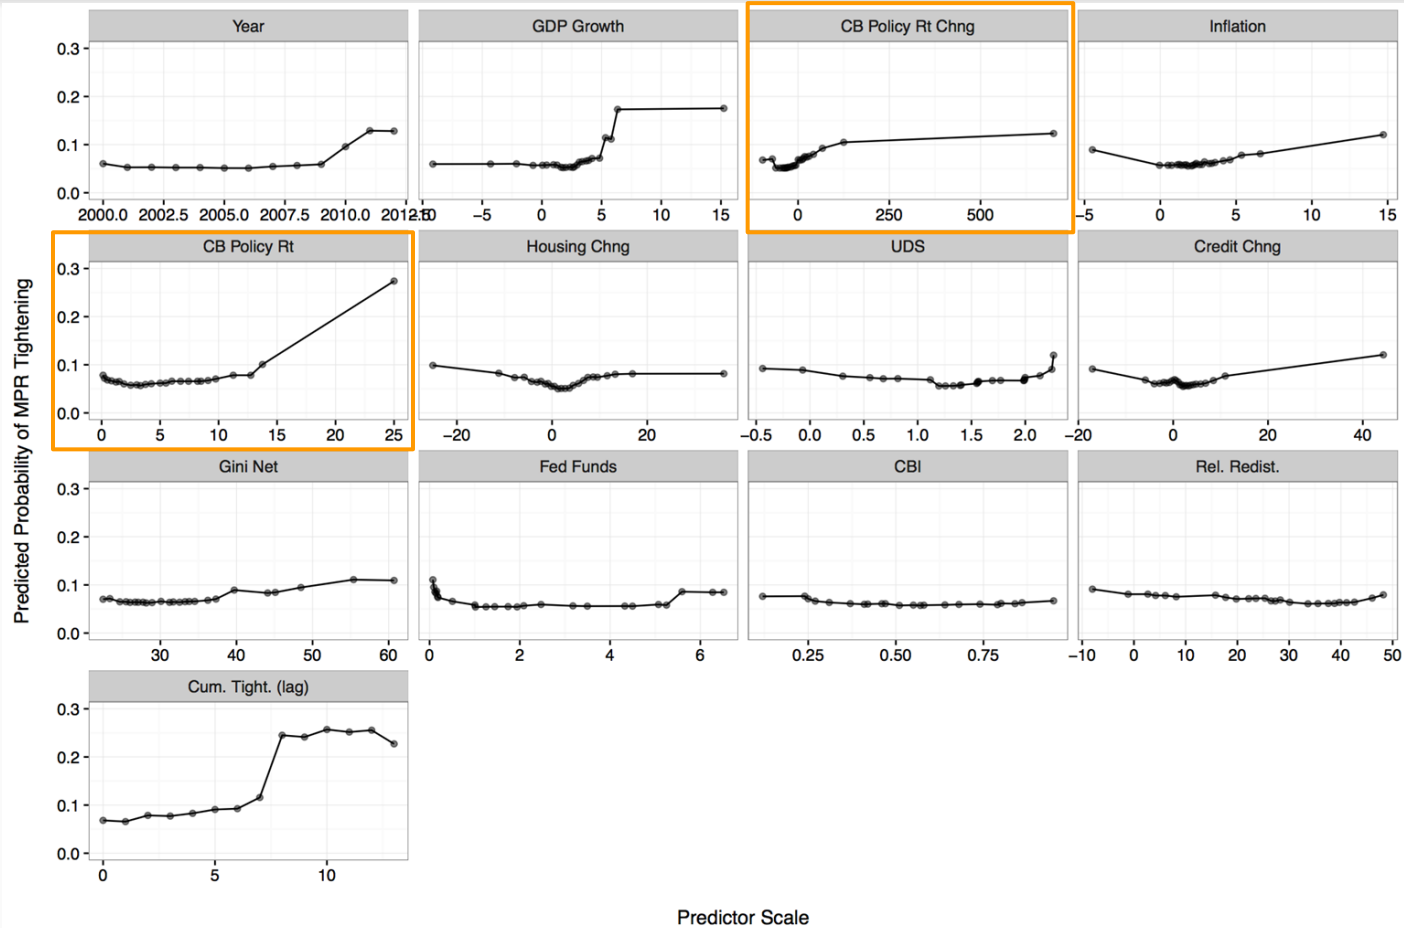 Year GDP Growth CB Policy Rt Chng Inflation
0.3
0.2
0.1
0.0
2000.0 2002.5 2005.0 2007.5 2010.0 2012.5 −10 −5 0 5 10 15 0 250 500 −5 0 5 10 15
CB Policy Rt Housing Chng UDS Credit Chng
0.3
0.2
0.1
0.0
0 5 10 15 20 25 −20 0 20 −0.5 0.0 0.5 1.0 1.5 2.0 −20 0 20 40
Predicted Probability of MPR Tightening
Gini Net Fed Funds CBI Rel. Redist.
0.3
0.2
0.1
0.0
30 40 50 60 0 2 4 6 0.25 0.50 0.75 −10 0 10 20 30 40 50
Cum. Tight. (lag)
0.3
0.2
0.1
0.0
0 5 10
Predictor Scale